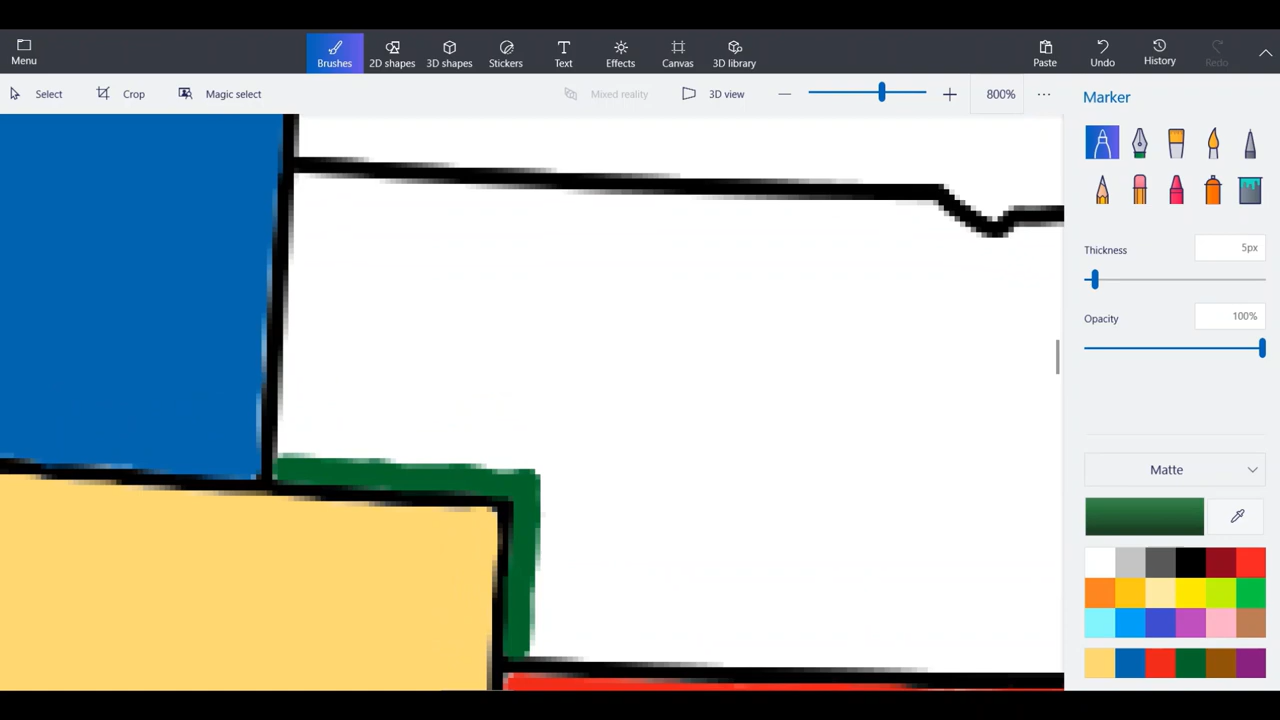 Menu
Brushes
2D shapes
3D shapes
Stickers
Text
Effects
Canvas
3D library
Paste
Undo
History
Redo
Select
Crop
Magic select
Mixed reality
3D view
800%
Marker
Thickness
5px
Opacity
100%
Matte